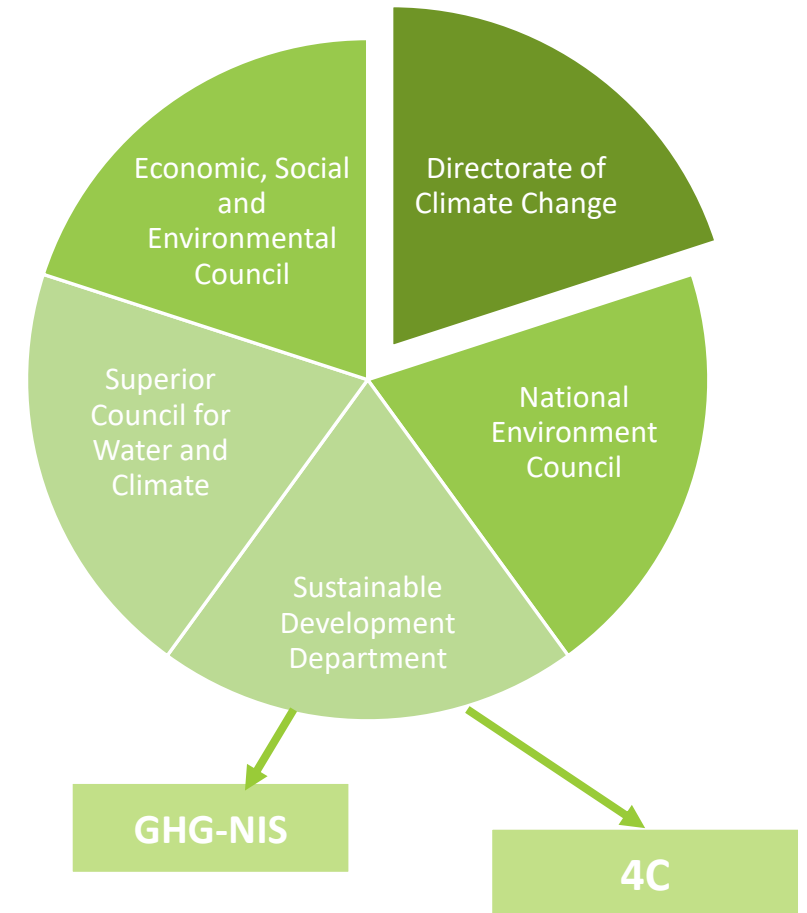 Economic, Social
and
Environmental
Council
Directorate of
Climate Change
Superior
Council for
Water and
Climate
National
Environment
Council
Sustainable
Development
Department
GHG-NIS
4C